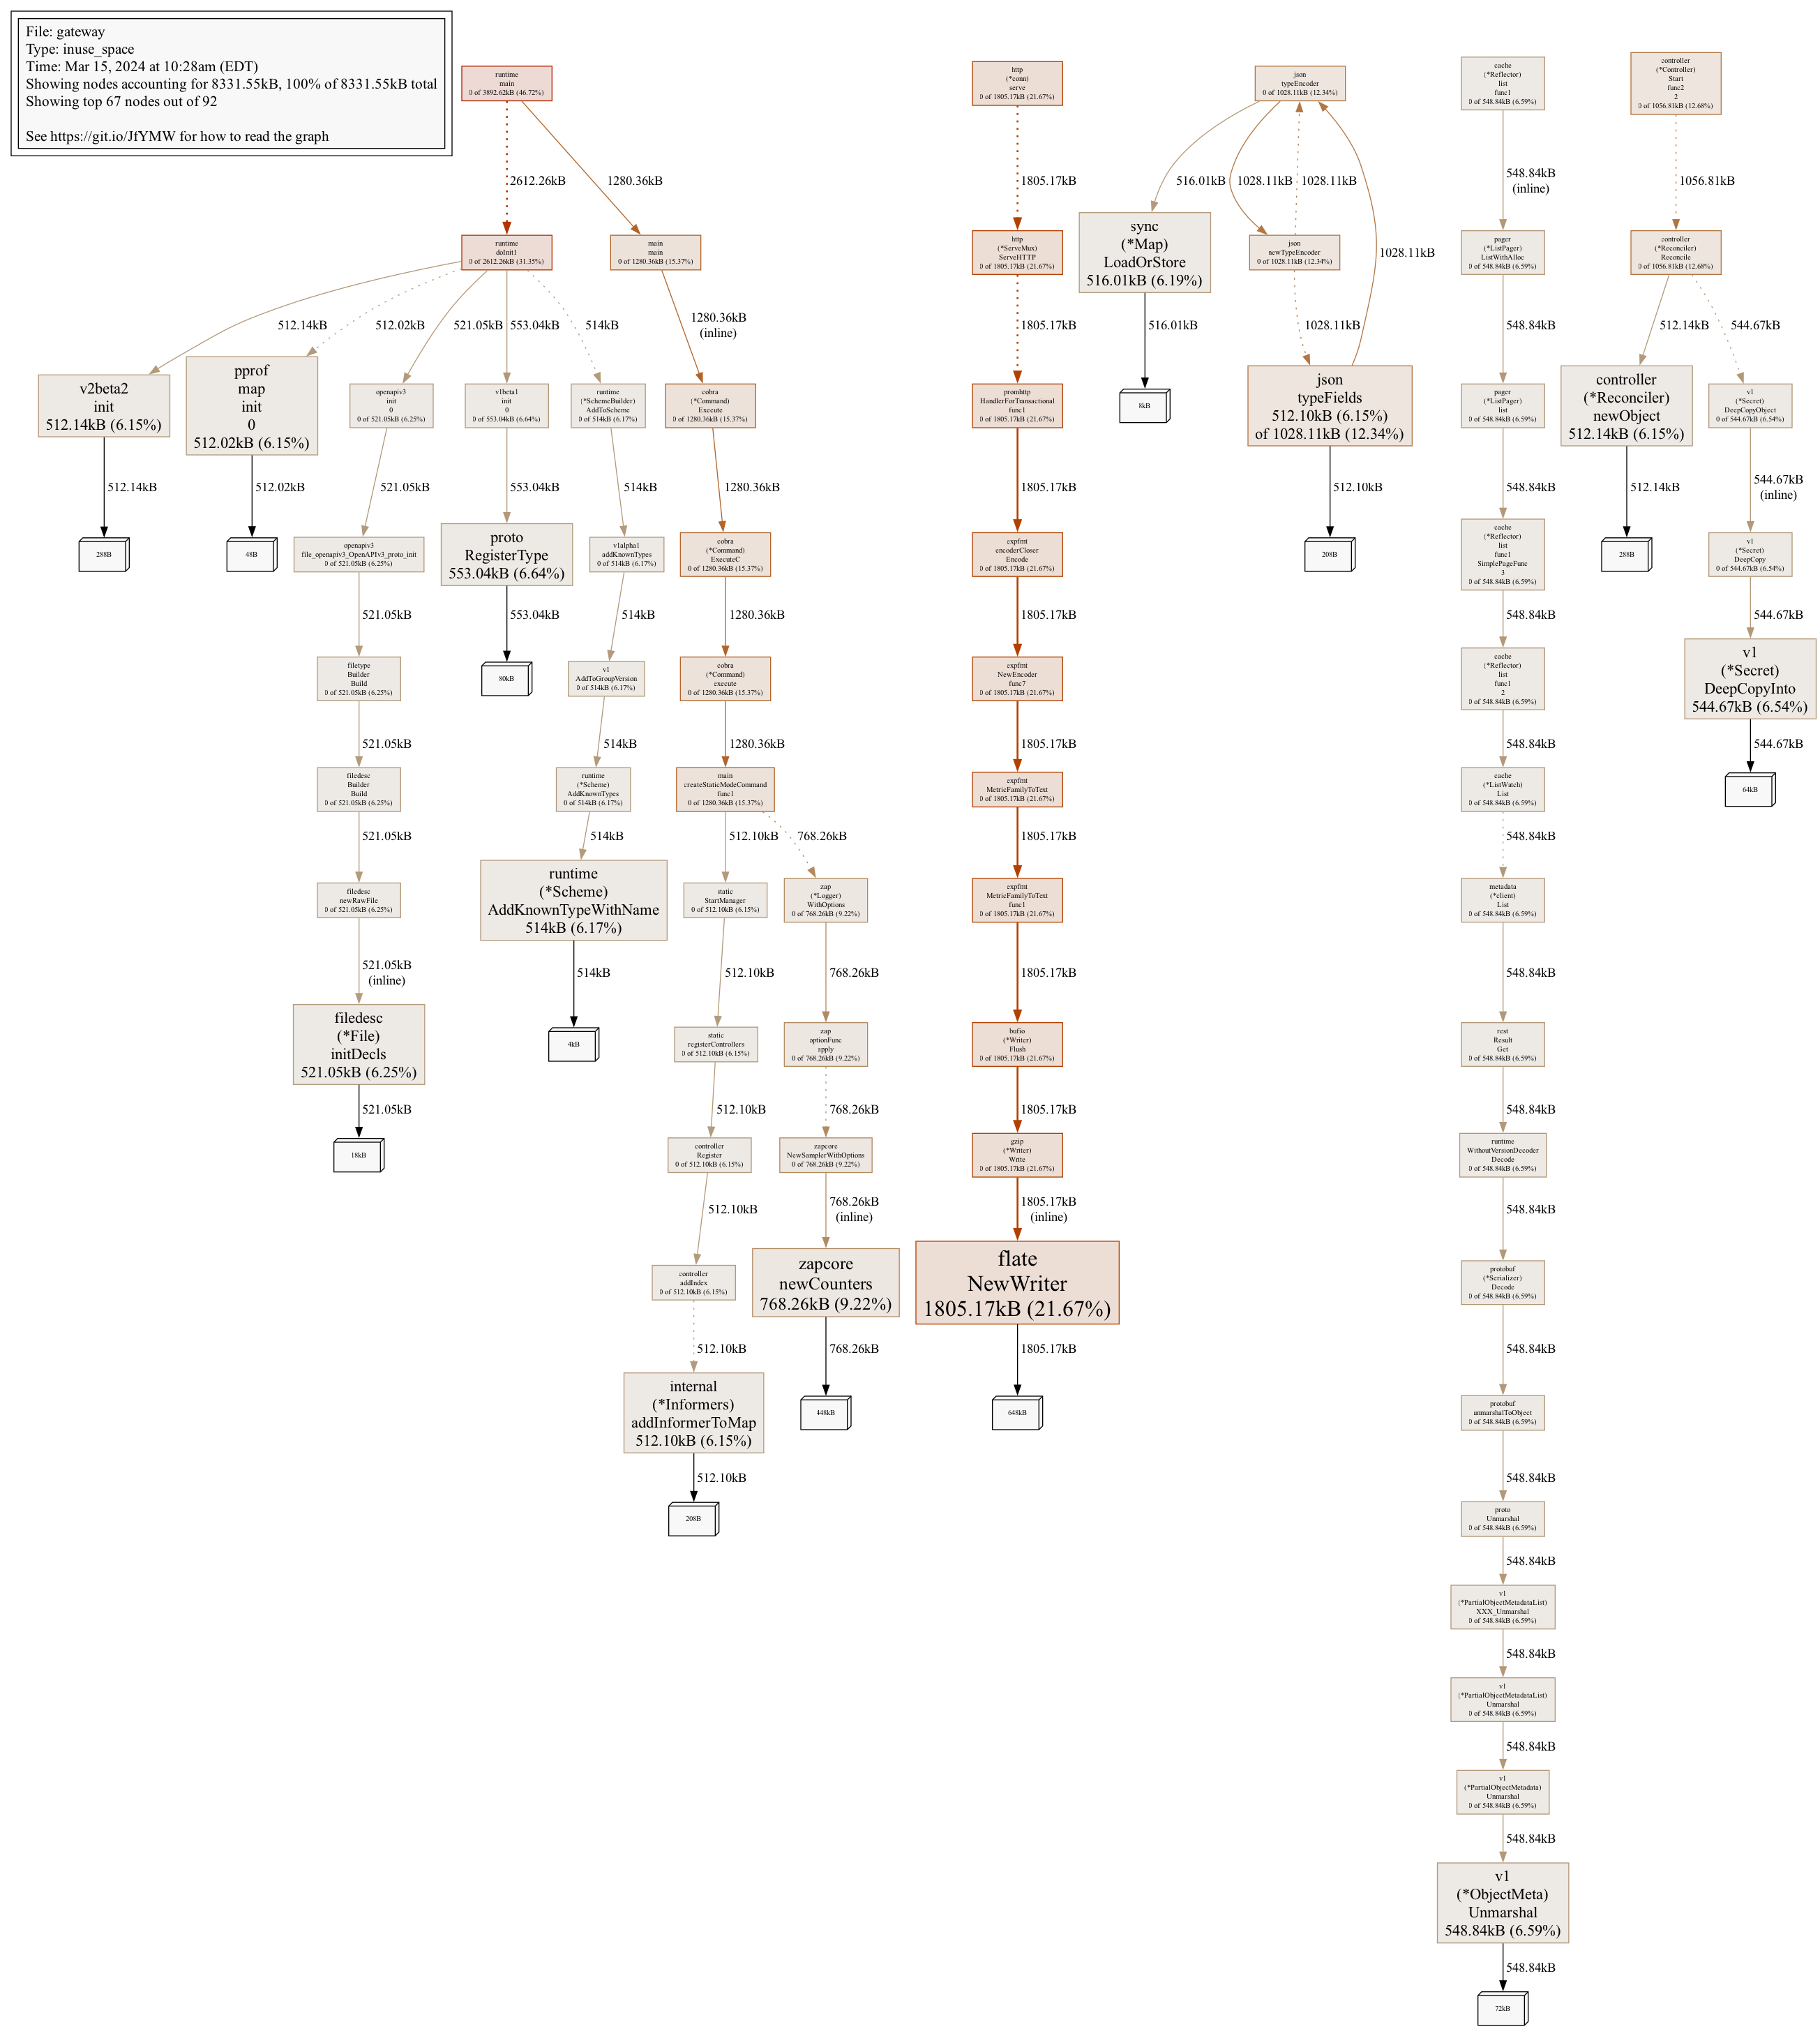 File: gateway
Type: inuse_space
Time: Mar 15, 2024 at 10:28am (EDT)
Showing nodes accounting for 8331.55kB, 100% of 8331.55kB total
Showing top 67 nodes out of 92
See https://git.io/JfYMW for how to read the graph
runtime
main
0 of 3892.62kB (46.72%)
2612.26kB
1280.36kB
runtime
doInit1
0 of 2612.26kB (31.35%)
main
main
0 of 1280.36kB (15.37%)
512.14kB
512.02kB
521.05kB
553.04kB
514kB
1280.36kB
(inline)
v2beta2
init
512.14kB (6.15%)
512.14kB
288B
pprof
map
init
0
512.02kB (6.15%)
512.02kB
48B
openapiv3
init
0
0 of 521.05kB (6.25%)
521.05kB
openapiv3
file_openapiv3_OpenAPIv3_proto_init
0 of 521.05kB (6.25%)
521.05kB
filetype
Builder
Build
0 of 521.05kB (6.25%)
521.05kB
filedesc
Builder
Build
0 of 521.05kB (6.25%)
521.05kB
filedesc
newRawFile
0 of 521.05kB (6.25%)
521.05kB
(inline)
filedesc
(*File)
initDecls
521.05kB (6.25%)
521.05kB
18kB
v1beta1
init
0
0 of 553.04kB (6.64%)
553.04kB
proto
RegisterType
553.04kB (6.64%)
553.04kB
80kB
runtime
(*SchemeBuilder)
AddToScheme
0 of 514kB (6.17%)
514kB
v1alpha1
addKnownTypes
0 of 514kB (6.17%)
514kB
v1
AddToGroupVersion
0 of 514kB (6.17%)
514kB
runtime
(*Scheme)
AddKnownTypes
0 of 514kB (6.17%)
514kB
runtime
(*Scheme)
AddKnownTypeWithName
514kB (6.17%)
514kB
4kB
cobra
(*Command)
Execute
0 of 1280.36kB (15.37%)
1280.36kB
cobra
(*Command)
ExecuteC
0 of 1280.36kB (15.37%)
1280.36kB
cobra
(*Command)
execute
0 of 1280.36kB (15.37%)
1280.36kB
main
createStaticModeCommand
func1
0 of 1280.36kB (15.37%)
512.10kB
768.26kB
static
StartManager
0 of 512.10kB (6.15%)
512.10kB
static
registerControllers
0 of 512.10kB (6.15%)
512.10kB
controller
Register
0 of 512.10kB (6.15%)
512.10kB
controller
addIndex
0 of 512.10kB (6.15%)
512.10kB
internal
(*Informers)
addInformerToMap
512.10kB (6.15%)
512.10kB
208B
zap
(*Logger)
WithOptions
0 of 768.26kB (9.22%)
768.26kB
zap
optionFunc
apply
0 of 768.26kB (9.22%)
768.26kB
zapcore
NewSamplerWithOptions
0 of 768.26kB (9.22%)
768.26kB
(inline)
zapcore
newCounters
768.26kB (9.22%)
768.26kB
448kB
http
(*conn)
serve
0 of 1805.17kB (21.67%)
1805.17kB
http
(*ServeMux)
ServeHTTP
0 of 1805.17kB (21.67%)
1805.17kB
promhttp
HandlerForTransactional
func1
0 of 1805.17kB (21.67%)
1805.17kB
expfmt
encoderCloser
Encode
0 of 1805.17kB (21.67%)
1805.17kB
expfmt
NewEncoder
func7
0 of 1805.17kB (21.67%)
1805.17kB
expfmt
MetricFamilyToText
0 of 1805.17kB (21.67%)
1805.17kB
expfmt
MetricFamilyToText
func1
0 of 1805.17kB (21.67%)
1805.17kB
bufio
(*Writer)
Flush
0 of 1805.17kB (21.67%)
1805.17kB
gzip
(*Writer)
Write
0 of 1805.17kB (21.67%)
1805.17kB
(inline)
flate
NewWriter
1805.17kB (21.67%)
1805.17kB
648kB
json
typeEncoder
0 of 1028.11kB (12.34%)
516.01kB
1028.11kB
1028.11kB
1028.11kB
sync
(*Map)
LoadOrStore
516.01kB (6.19%)
516.01kB
8kB
json
newTypeEncoder
0 of 1028.11kB (12.34%)
1028.11kB
json
typeFields
512.10kB (6.15%)
of 1028.11kB (12.34%)
512.10kB
208B
cache
(*Reflector)
list
func1
0 of 548.84kB (6.59%)
548.84kB
(inline)
pager
(*ListPager)
ListWithAlloc
0 of 548.84kB (6.59%)
548.84kB
pager
(*ListPager)
list
0 of 548.84kB (6.59%)
548.84kB
cache
(*Reflector)
list
func1
SimplePageFunc
3
0 of 548.84kB (6.59%)
548.84kB
cache
(*Reflector)
list
func1
2
0 of 548.84kB (6.59%)
548.84kB
cache
(*ListWatch)
List
0 of 548.84kB (6.59%)
548.84kB
metadata
(*client)
List
0 of 548.84kB (6.59%)
548.84kB
rest
Result
Get
0 of 548.84kB (6.59%)
548.84kB
runtime
WithoutVersionDecoder
Decode
0 of 548.84kB (6.59%)
548.84kB
protobuf
(*Serializer)
Decode
0 of 548.84kB (6.59%)
548.84kB
protobuf
unmarshalToObject
0 of 548.84kB (6.59%)
548.84kB
proto
Unmarshal
0 of 548.84kB (6.59%)
548.84kB
v1
(*PartialObjectMetadataList)
XXX_Unmarshal
0 of 548.84kB (6.59%)
548.84kB
v1
(*PartialObjectMetadataList)
Unmarshal
0 of 548.84kB (6.59%)
548.84kB
v1
(*PartialObjectMetadata)
Unmarshal
0 of 548.84kB (6.59%)
548.84kB
v1
(*ObjectMeta)
Unmarshal
548.84kB (6.59%)
548.84kB
72kB
controller
(*Controller)
Start
func2
2
0 of 1056.81kB (12.68%)
1056.81kB
controller
(*Reconciler)
Reconcile
0 of 1056.81kB (12.68%)
512.14kB
544.67kB
controller
(*Reconciler)
newObject
512.14kB (6.15%)
512.14kB
288B
v1
(*Secret)
DeepCopyObject
0 of 544.67kB (6.54%)
544.67kB
(inline)
v1
(*Secret)
DeepCopy
0 of 544.67kB (6.54%)
544.67kB
v1
(*Secret)
DeepCopyInto
544.67kB (6.54%)
544.67kB
64kB